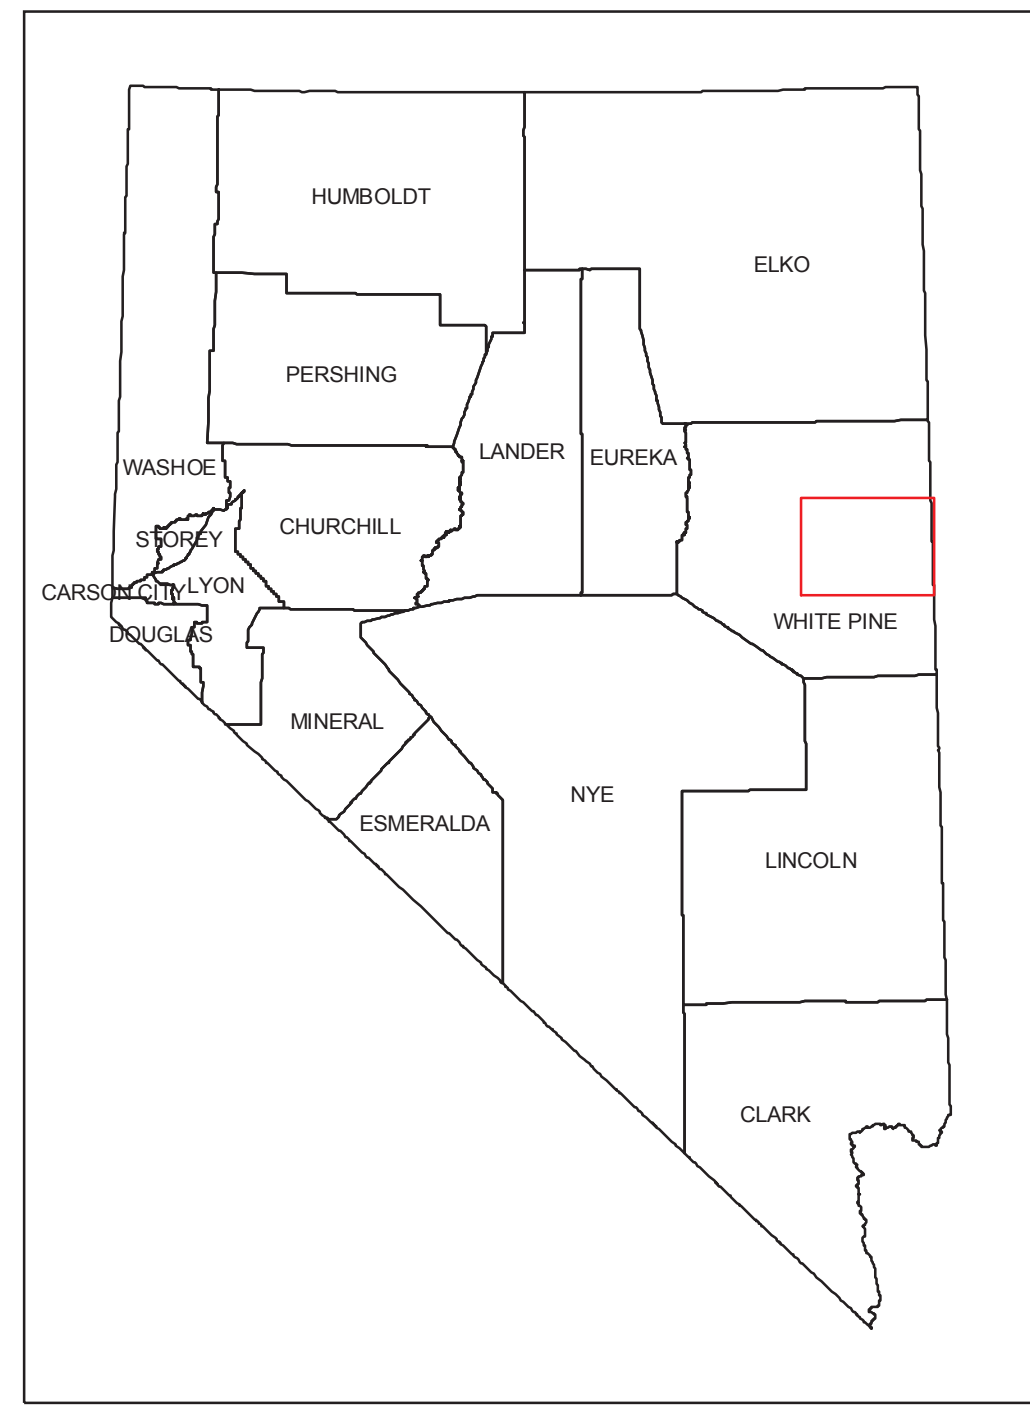 HUMBOLDT
ELKO
PERSHING
LANDER
EUREKA
WASHOE
CHURCHILL
STOREY
LYON
CARSON CITY
WHITE PINE
DOUGLAS
MINERAL
NYE
ESMERALDA
LINCOLN
CLARK